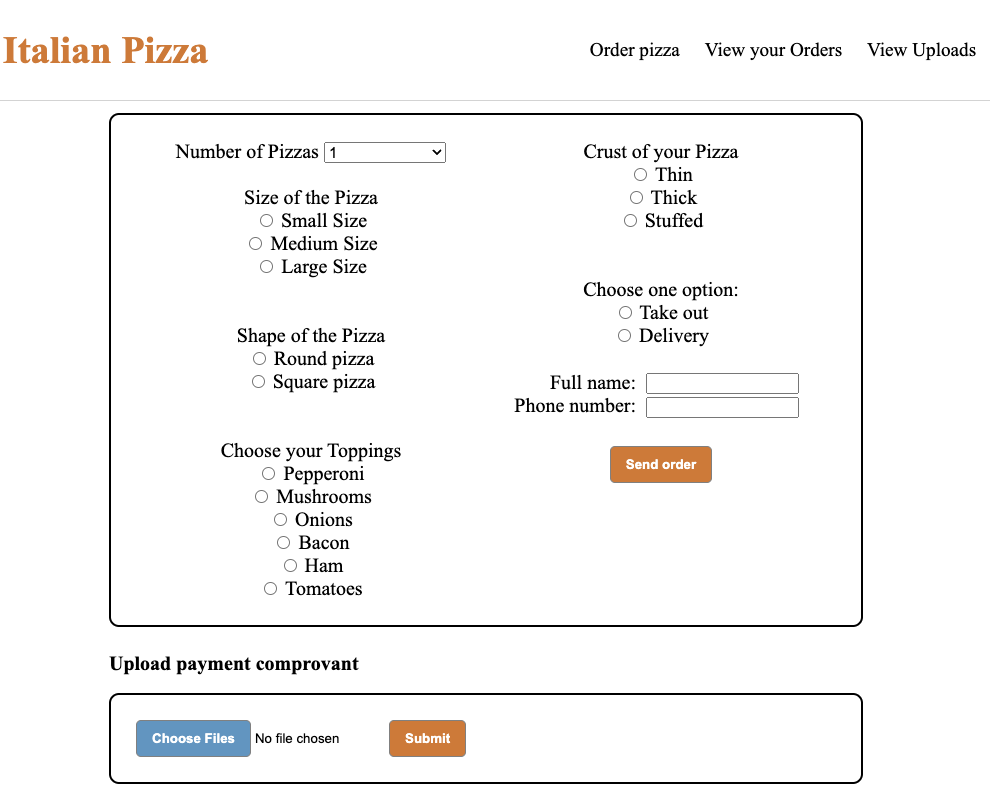 Italian Pizza
Order pizza View your Orders View Uploads
Number of Pizzas 1
Size of the Pizza
Small Size
Medium Size
Large Size
Shape of the Pizza
Round pizza
Square pizza
Choose your Toppings
Pepperoni
Mushrooms
Onions
Bacon
Ham
Tomatoes
Crust of your Pizza
Thin
Thick
Stuffed
Choose one option:
Take out
Delivery
Full name:
Phone number:
Send order
Upload payment comprovant
Choose Files No file chosen Submit